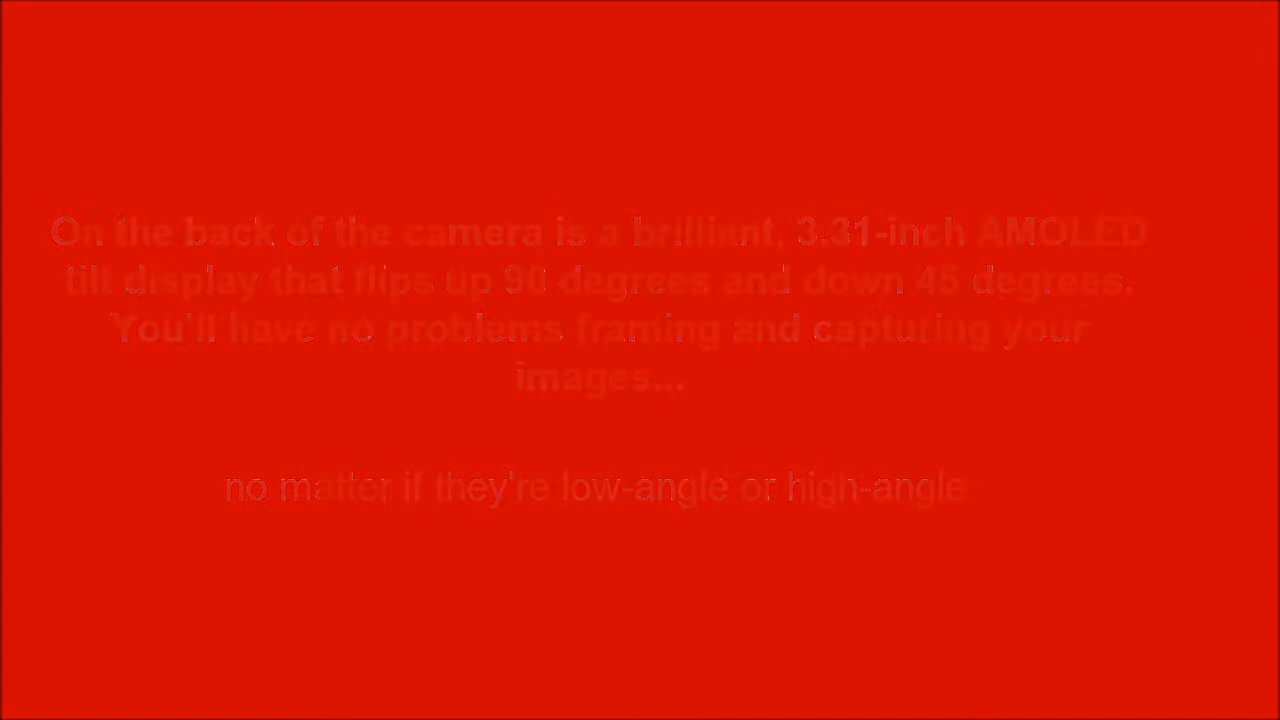 On the back of the camera is a brilliant, 3.31-inch AMOLED
tilt display that flips up 90 degrees and down 45 degrees.
You'll have no problems framing and capturing your
images...
no matter if they're low-angle or high-angle